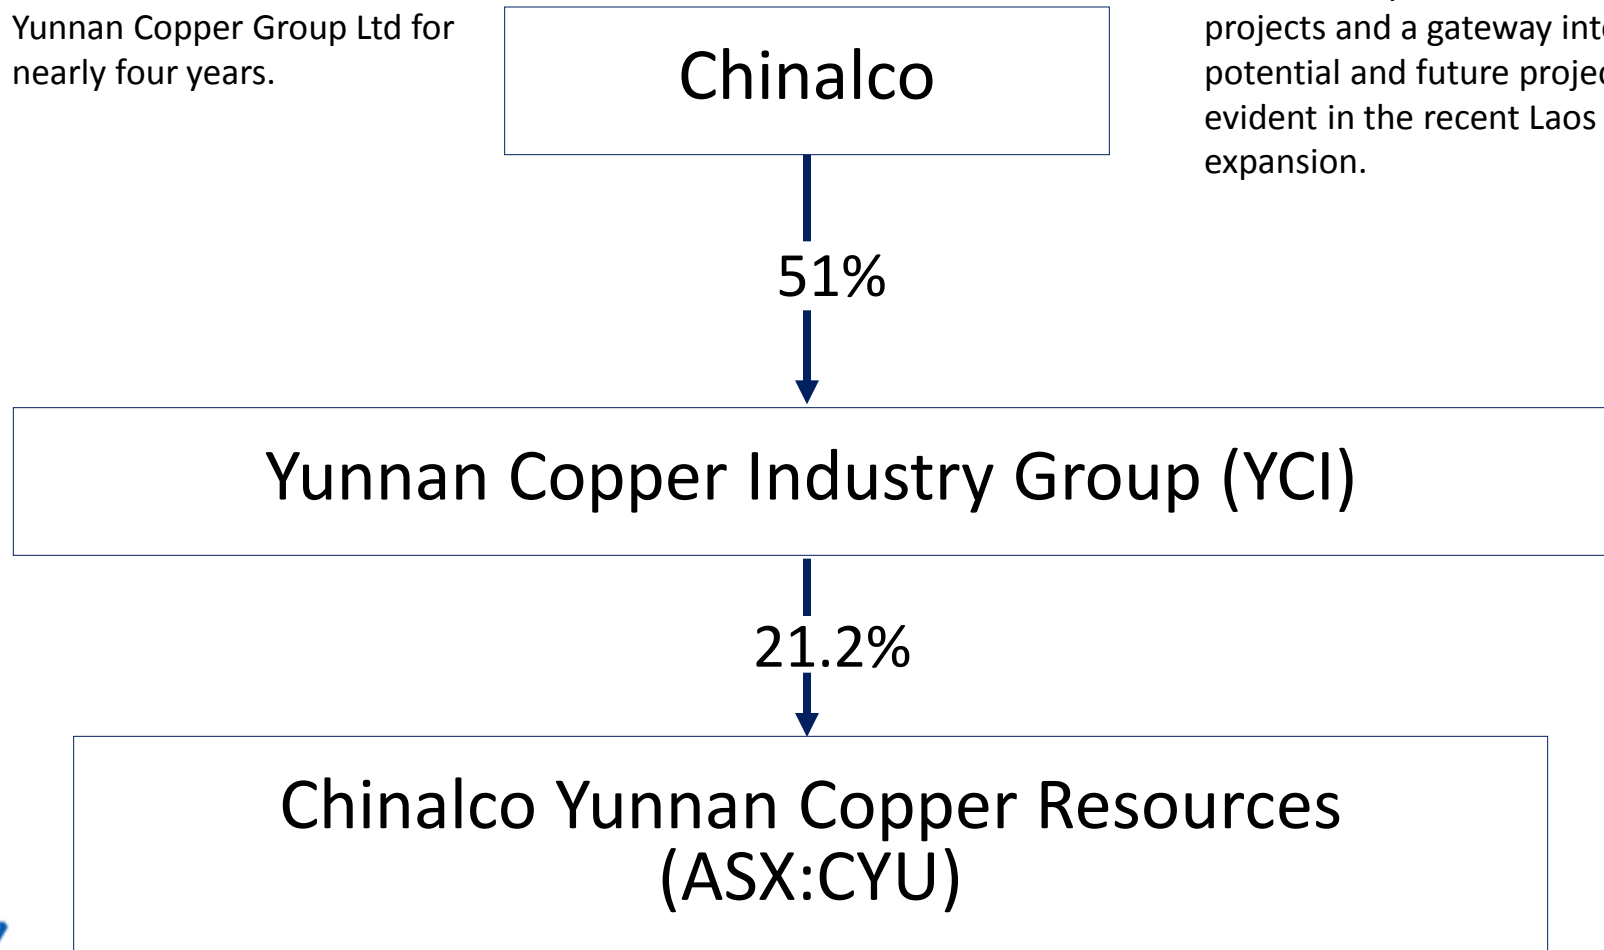 Yunnan Copper Group Ltd for
nearly four years.
Chinalco
projects and a gateway
potential and future
evident in the recent Laos
expansion.
51%
Yunnan Copper Industry Group (YCI)
21.2%
Chinalco Yunnan Copper Resources
(ASX:CYU)